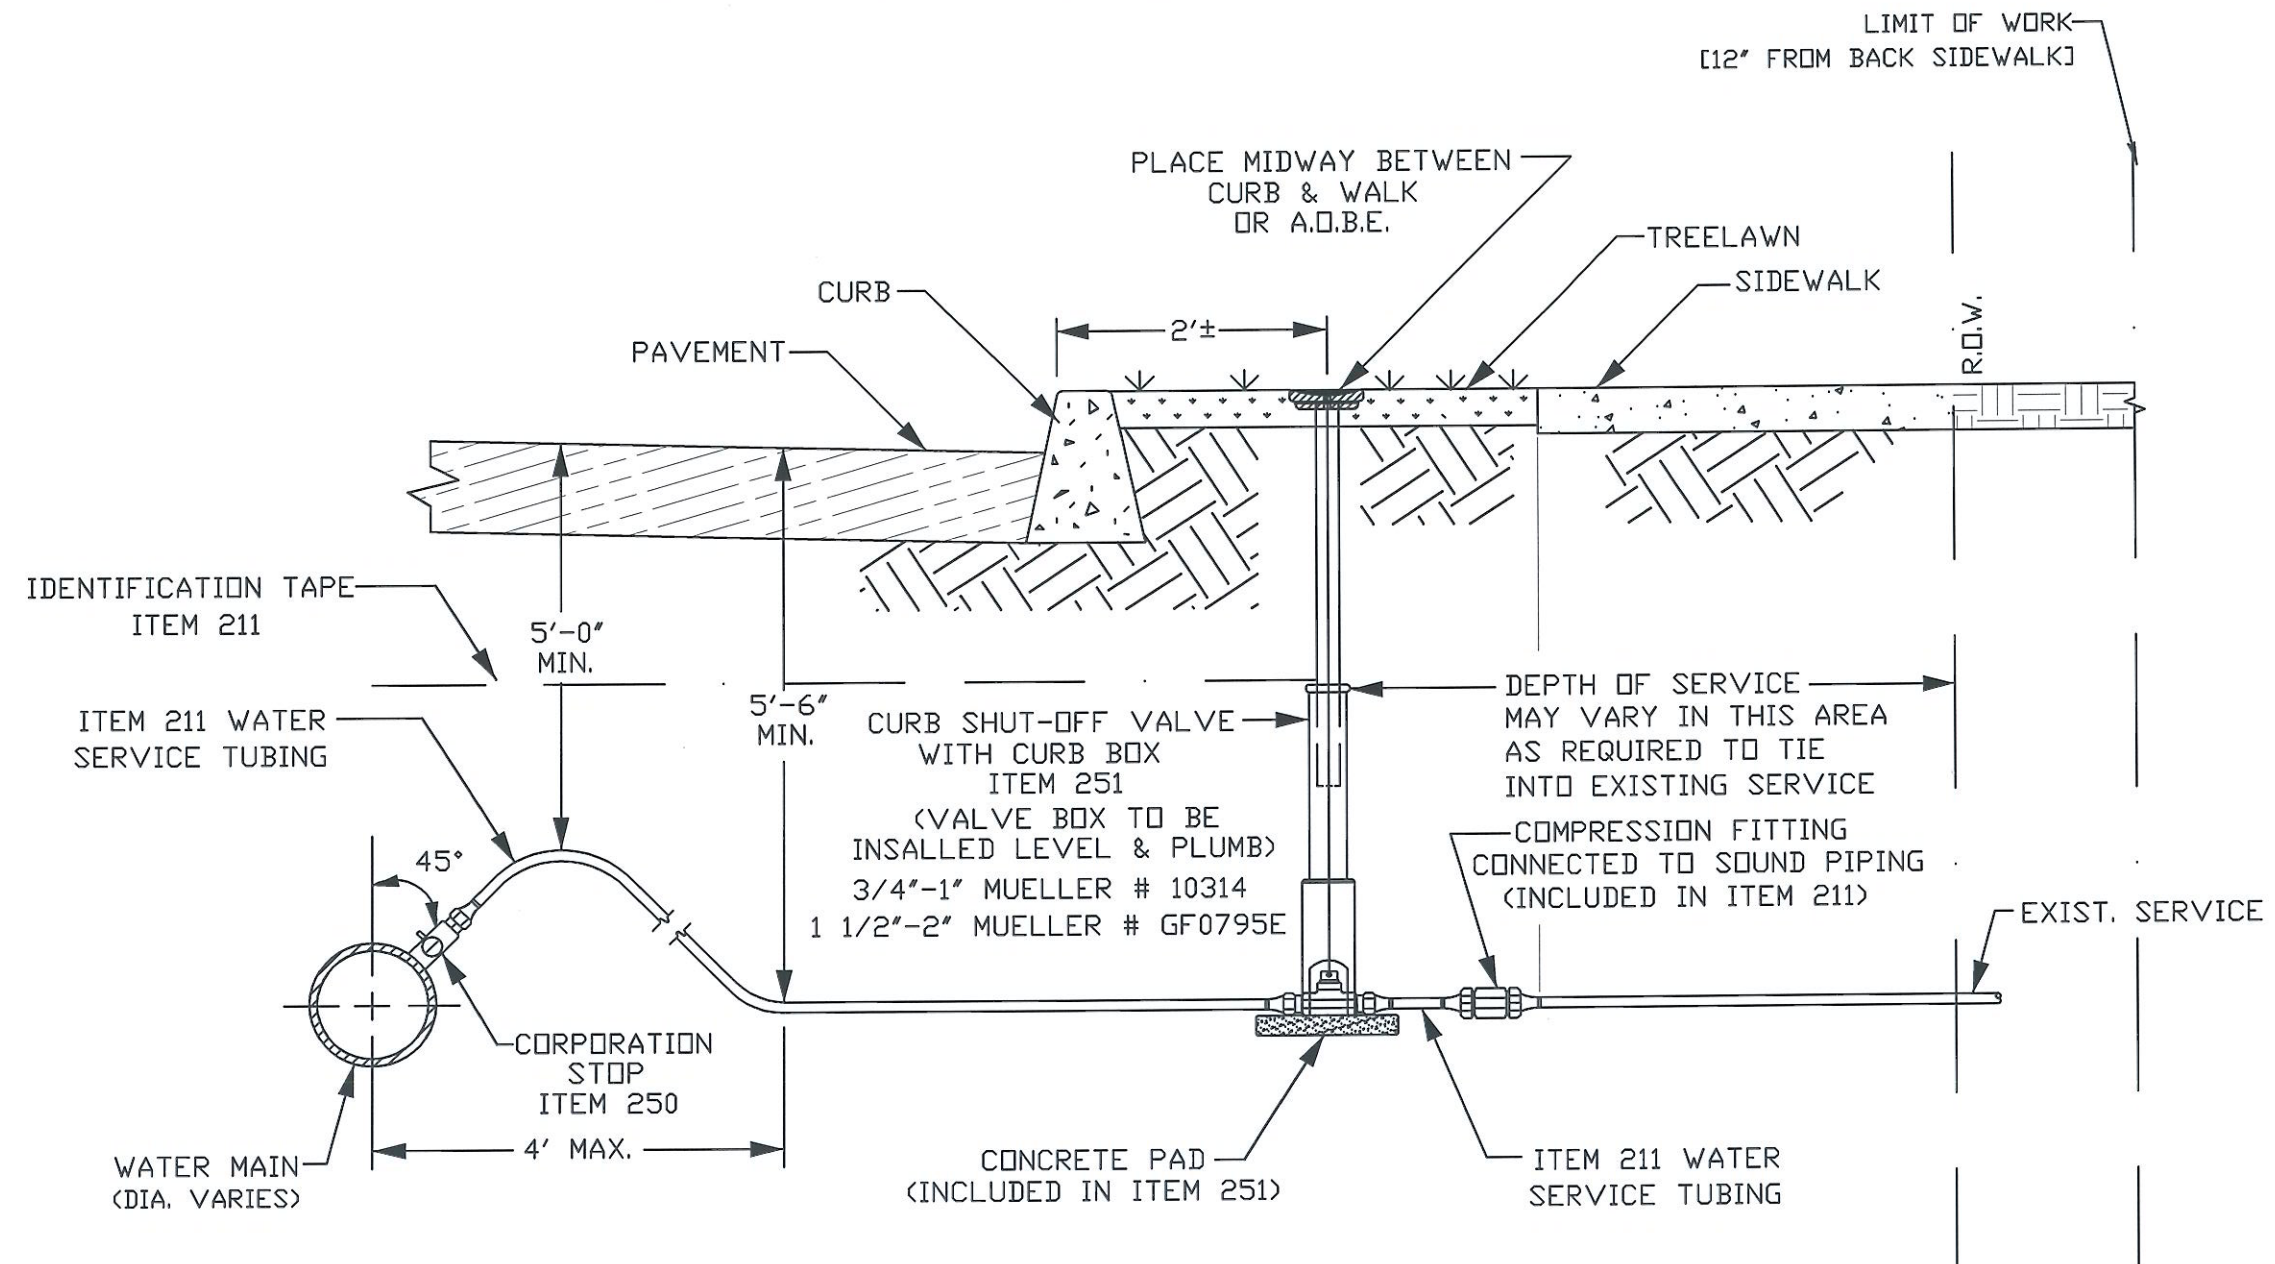 LIMIT OF WORK
[12" FROM BACK SIDEWALK]
PLACE MIDWAY BETWEEN
CURB & WALK
OR A.O.B.E.
TREELAWN
SIDEWALK
CURB
2'±
R.O.W.
PAVEMENT
IDENTIFICATION TAPE
ITEM 211
5'-0"
MIN.
ITEM 211 WATER
SERVICE TUBING
5'-6"
MIN.
CURB SHUT-OFF VALVE
WITH CURB BOX
ITEM 251
(VALVE BOX TO BE
INSALLED LEVEL & PLUMB)
3/4"-1" MUELLER # 10314
1 1/2"-2" MUELLER # GF0795E
DEPTH OF SERVICE
MAY VARY IN THIS AREA
AS REQUIRED TO TIE
INTO EXISTING SERVICE
COMPRESSION FITTING
CONNECTED TO SOUND PIPING
(INCLUDED IN ITEM 211)
EXIST. SERVICE
45°
CORPORATION
STOP
ITEM 250
4' MAX.
WATER MAIN
(DIA. VARIES)
CONCRETE PAD
(INCLUDED IN ITEM 251)
ITEM 211 WATER
SERVICE TUBING